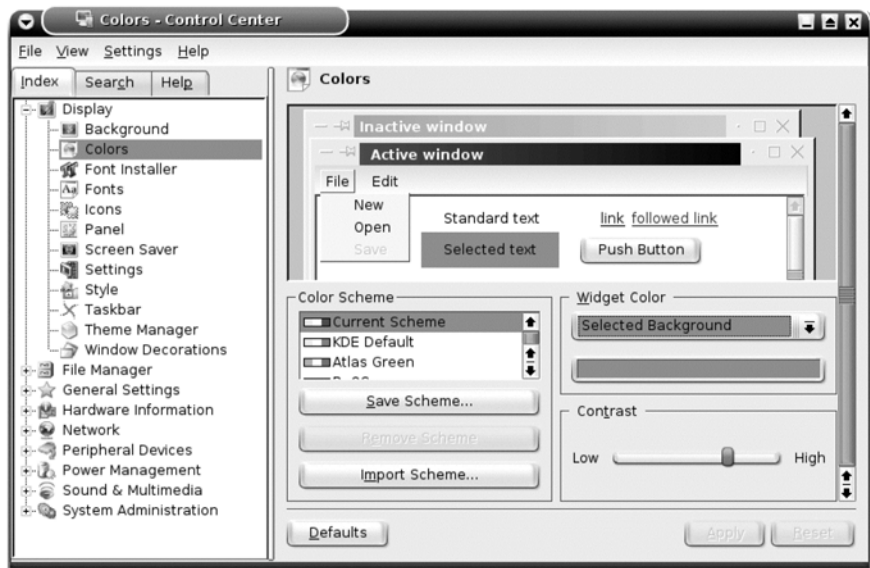 Colors - Control Center
File View Settings Help
Index Search Help
Display
Background
Colors
Font Installer
Fonts
Icons
Panel
Screen Saver
Settings
Style
Taskbar
Theme Manager
Window Decorations
File Manager
General Settings
Hardware Information
Network
Peripheral Devices
Power Management
Sound & Multimedia
System Administration
Colors
Inactive window
Active window
File Edit
New
Open
Save
Standard text link followed link
Selected text Push Button
Color Scheme
Current Scheme
KDE Default
Atlas Green
Save Scheme...
Remove Scheme
Import Scheme...
Widget Color
Selected Background
Contrast
Low High
Defaults Apply Reset